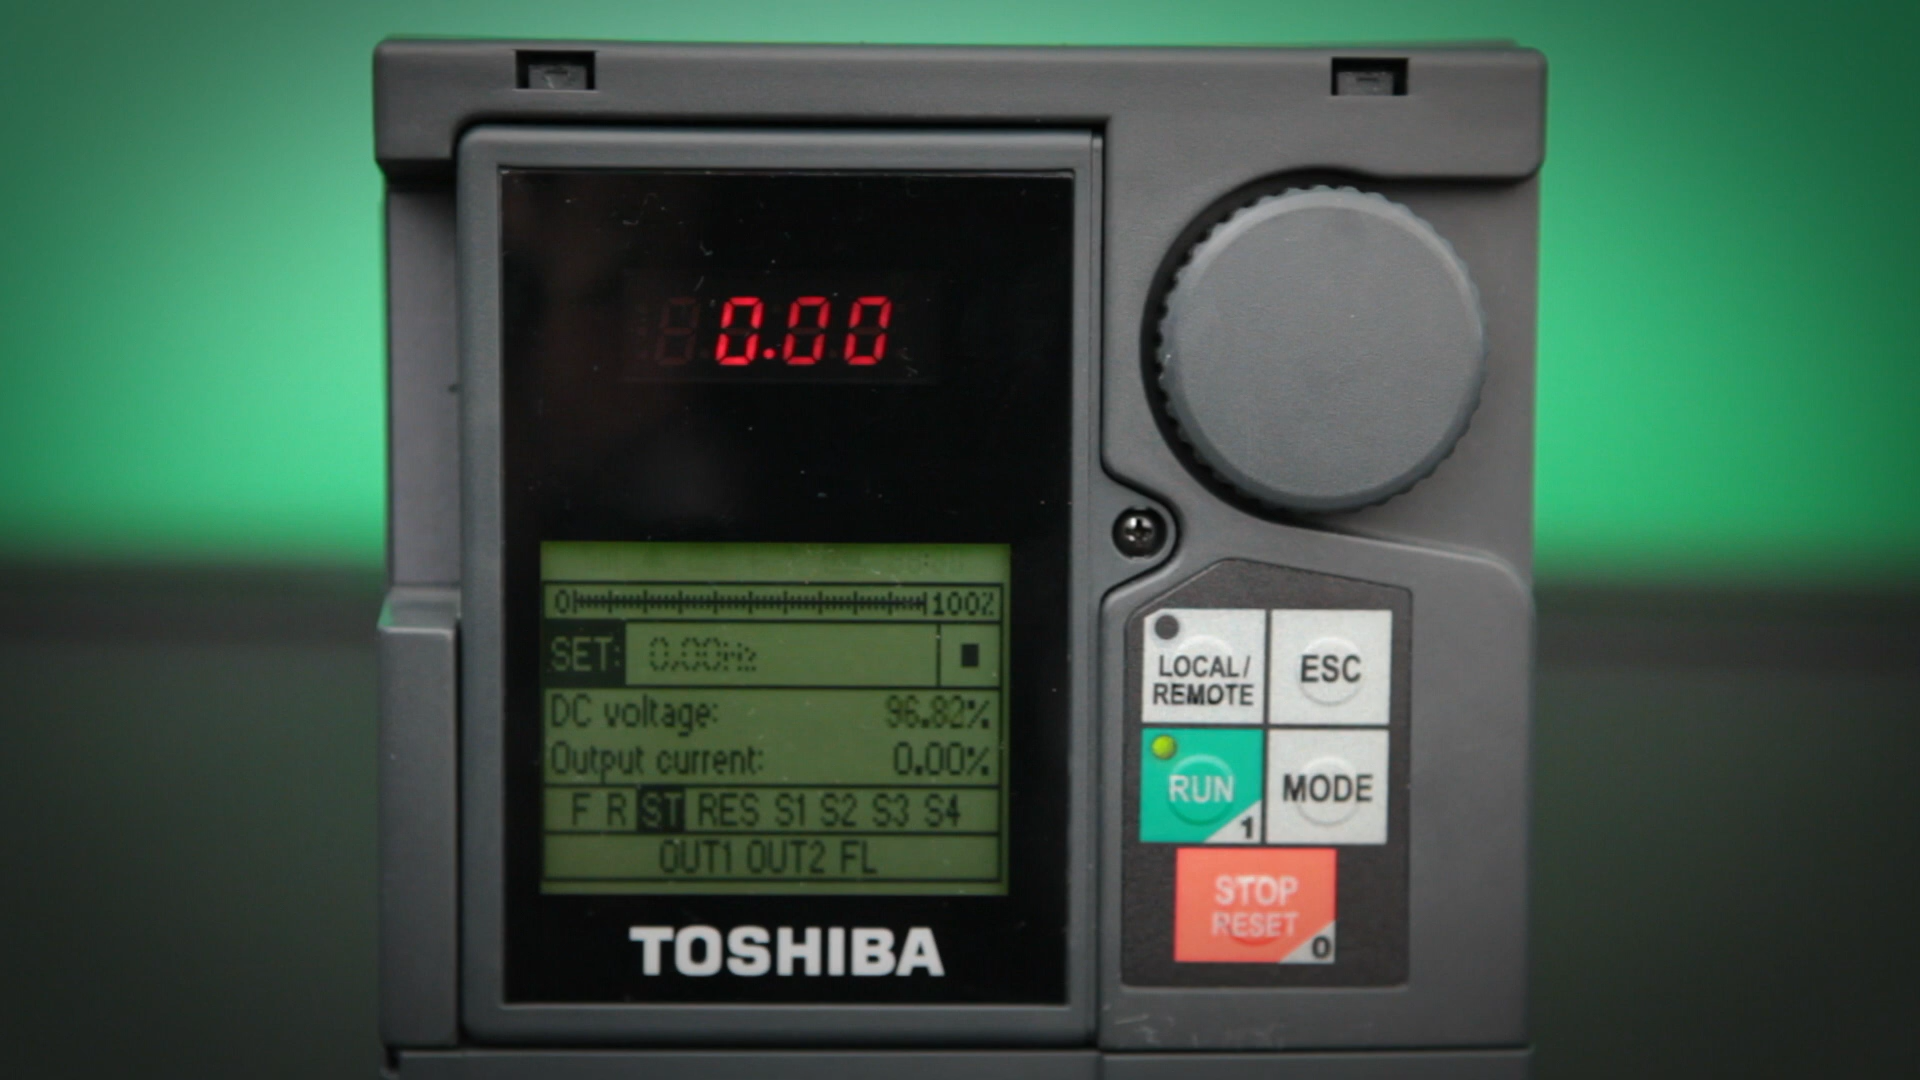 0.00
0 100%
SET: 0.00Hz
DC voltage: 96.82%
Output current: 0.00%
F R ST RES S1 S2 S3 S4
OUT1 OUT2 FL
TOSHIBA
LOCAL/
REMOTE
ESC
RUN
1
MODE
STOP
RESET
0